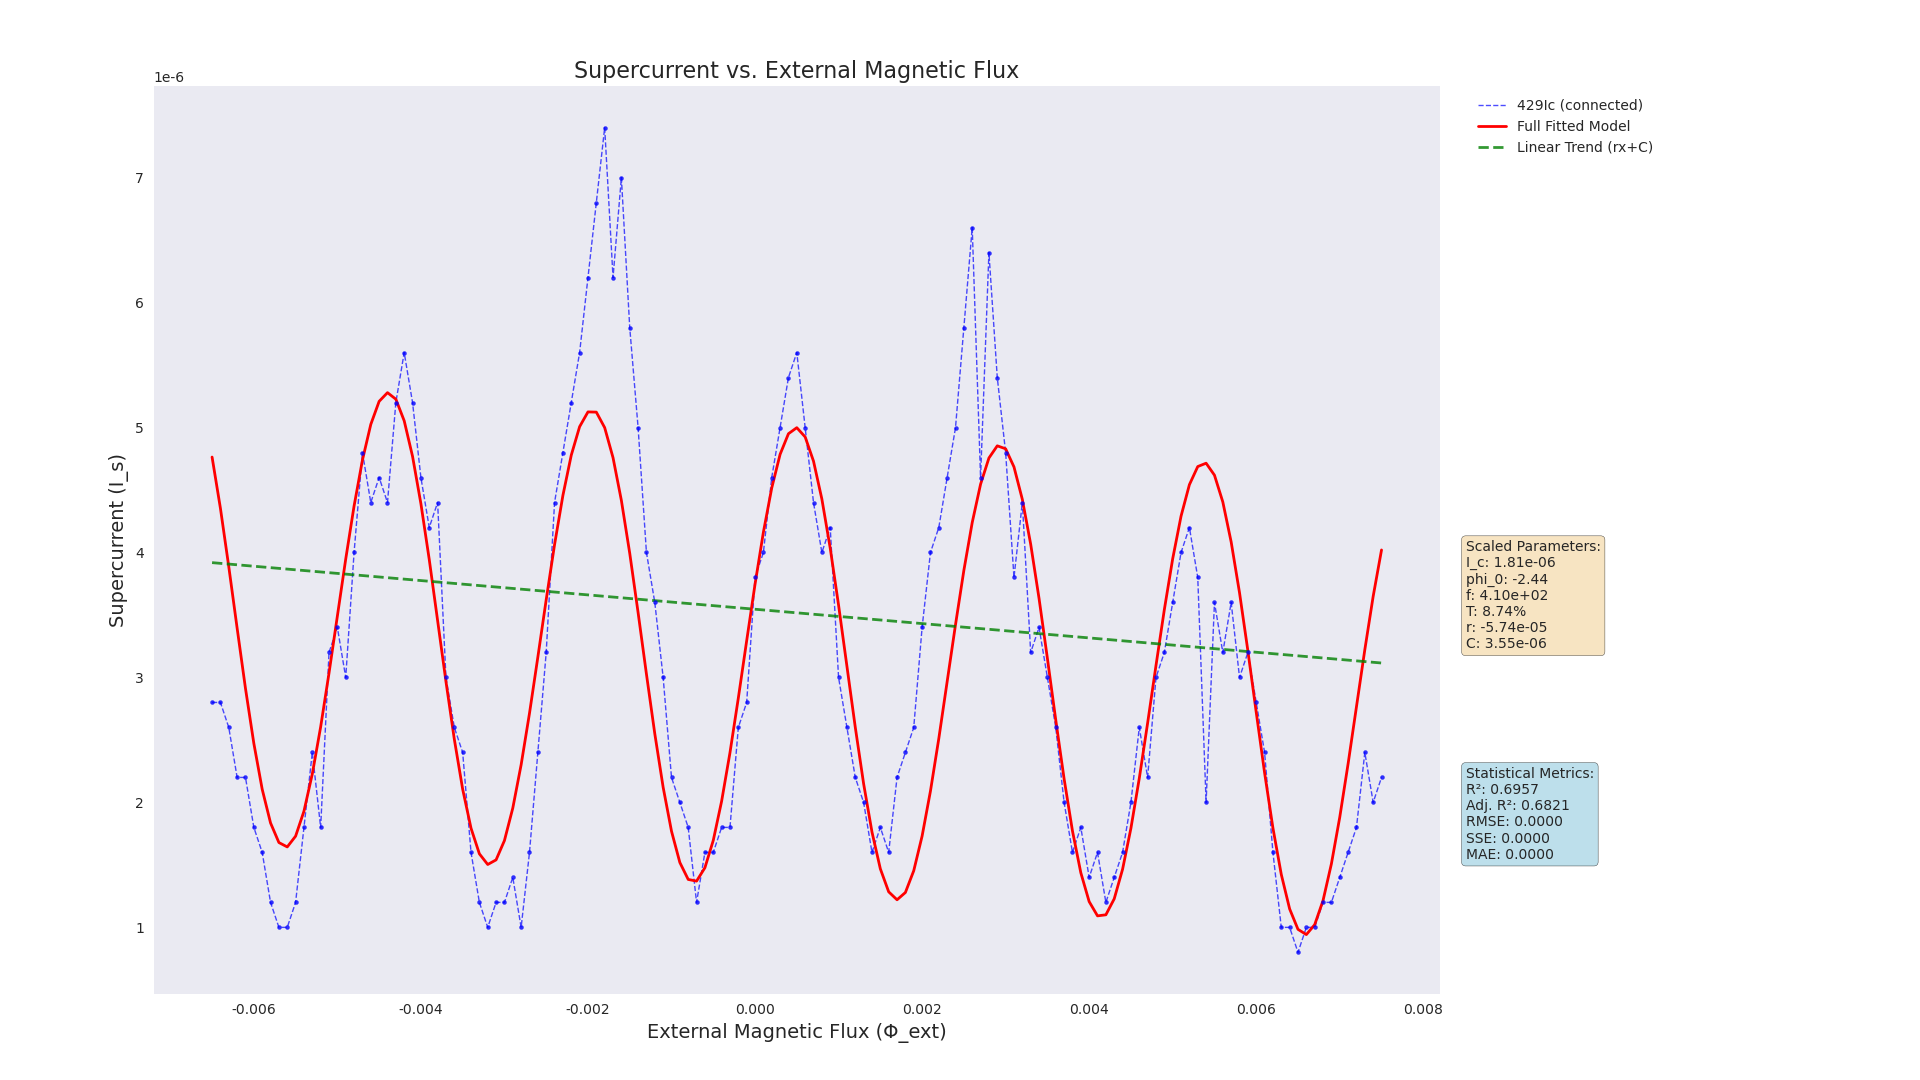 Supercurrent vs. External Magnetic Flux
1e-6
7
6
5
4
3
2
1
Supercurrent (I_s)
-0.006
-0.004
-0.002
0.000
0.002
0.004
0.006
0.008
External Magnetic Flux (Φ_ext)
429Ic (connected)
Full Fitted Model
Linear Trend (rx+C)
Scaled Parameters:
I_c: 1.81e-06
phi_0: -2.44
f: 4.10e+02
T: 8.74%
r: -5.74e-05
C: 3.55e-06
Statistical Metrics:
R²: 0.6957
Adj. R²: 0.6821
RMSE: 0.0000
SSE: 0.0000
MAE: 0.0000